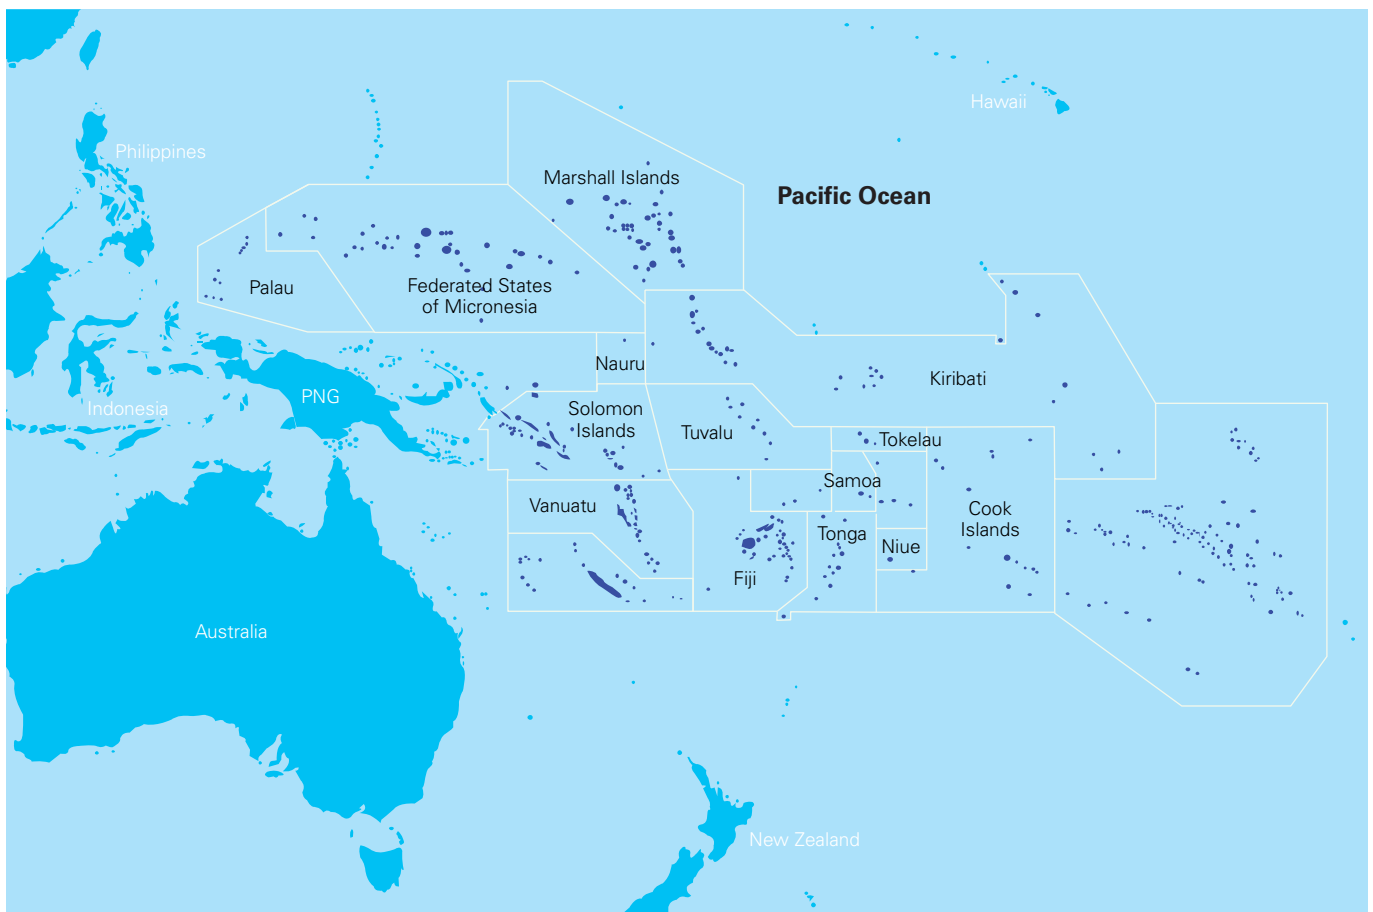 Hawaii
Philippines
Marshall Islands
Pacific Ocean
Palau
Federated States
of Micronesia
Nauru
Kiribati
PNG
Indonesia
Solomon
Islands
Tuvalu
Tokelau
Samoa
Vanuatu
Cook
Islands
Tonga
Niue
Fiji
Australia
New Zealand